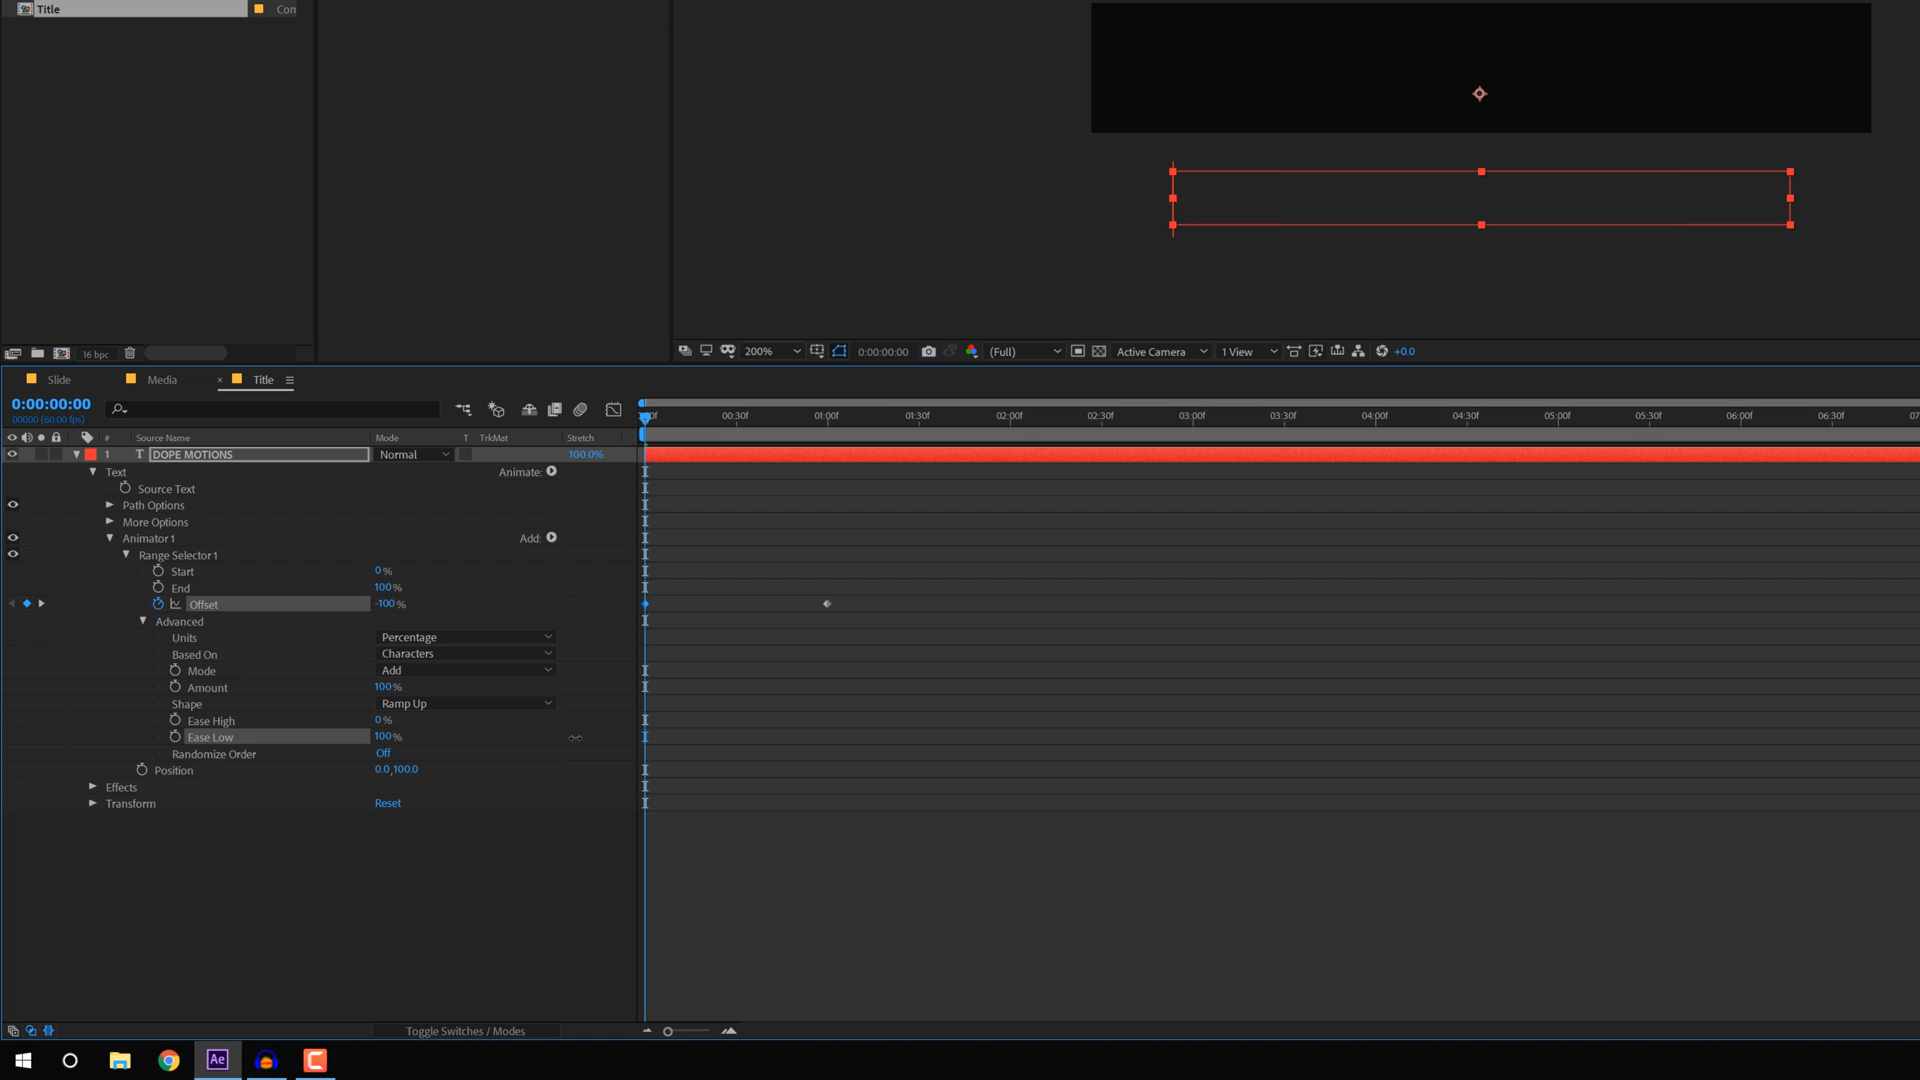 Title Con
16 bpc 200% 0:00:00:00 (Full) Active Camera 1 View +0.0
Slide Media × Title
0:00:00:00
00000 (60.00 fps)
00:30f 01:00f 01:30f 02:00f 02:30f 03:00f 03:30f 04:00f 04:30f 05:00f 05:30f 06:00f 06:30f
# Source Name Mode T TrkMat Stretch
1 T DOPE MOTIONS Normal 100.0%
Text Animate:
Source Text
Path Options
More Options
Animator 1 Add:
Range Selector 1
Start 0%
End 100%
Offset -100%
Advanced
Units Percentage
Based On Characters
Mode Add
Amount 100%
Shape Ramp Up
Ease High 0%
Ease Low 100%
Randomize Order Off
Position 0.0,100.0
Effects
Transform Reset
Toggle Switches / Modes
Ae